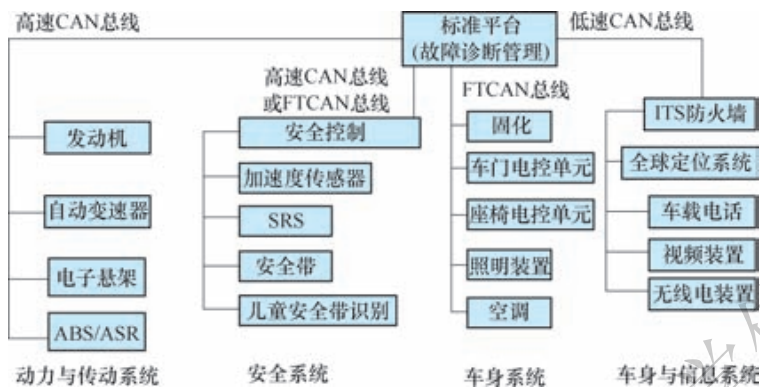 高速CAN总线
标准平台
(故障诊断管理)
低速CAN总线
高速CAN总线
或FTCAN总线
FTCAN总线
发动机
自动变速器
电子悬架
ABS/ASR
动力与传动系统
安全控制
加速度传感器
SRS
安全带
儿童安全带识别
安全系统
固化
车门电控单元
座椅电控单元
照明装置
空调
车身系统
ITS防火墙
全球定位系统
车载电话
视频装置
无线电装置
车身与信息系统